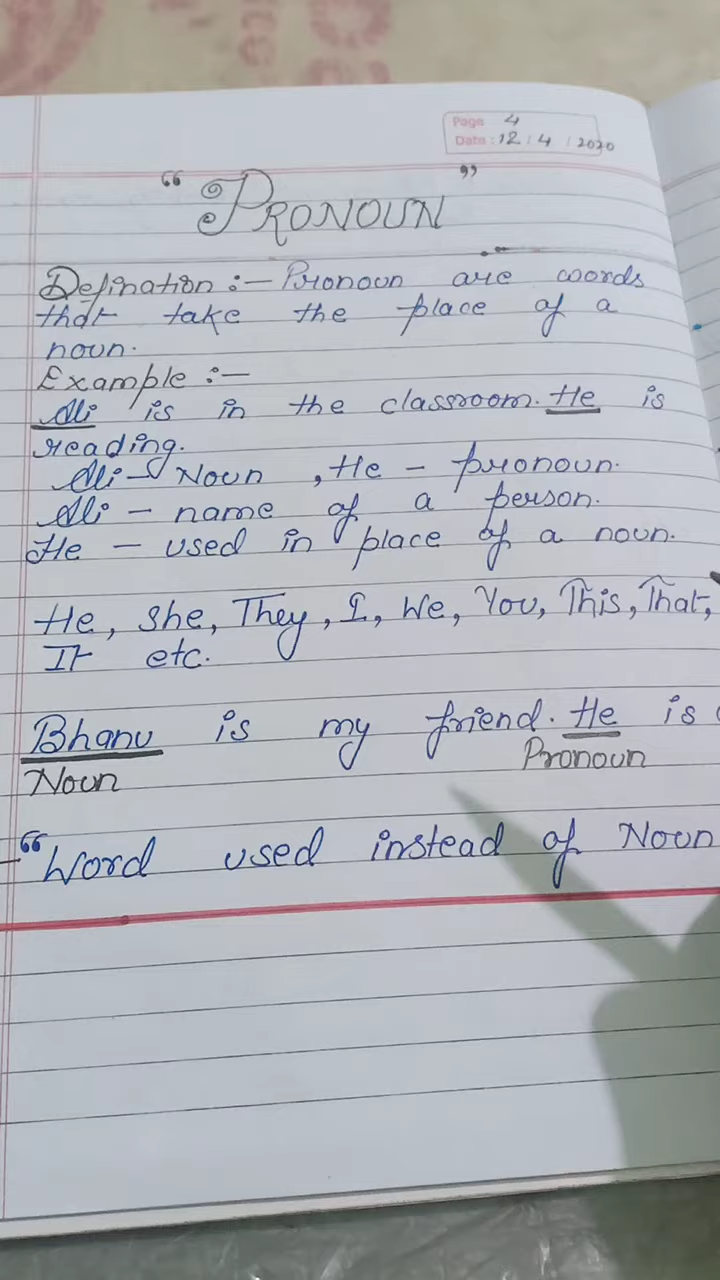 Page 4
Date: 12 / 4 / 2020
"PRONOUN"
Defination :- Pronoun are words
that take the place of a
noun.
Example :-
Ali is in the classroom. He is
reading.
Ali - Noun , He - pronoun.
Ali - name of a person.
He - used in place of a noun.
He, She, They, I, We, You, This, That,
It etc.
Bhanu is my friend. He is
Noun Pronoun
"Word used instead of Noun